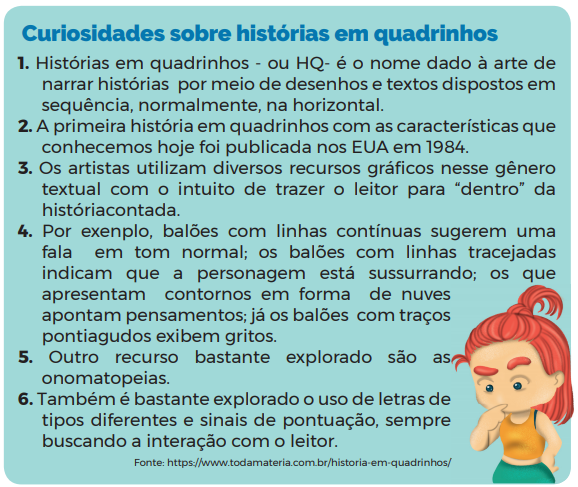 Curiosidades sobre histórias em quadrinhos
1. Histórias em quadrinhos - ou HQ- é o nome dado à arte de
narrar histórias por meio de desenhos e textos dispostos em
sequência, normalmente, na horizontal.
2. A primeira história em quadrinhos com as características que
conhecemos hoje foi publicada nos EUA em 1984.
3. Os artistas utilizam diversos recursos gráficos nesse gênero
textual com o intuito de trazer o leitor para “dentro” da
históriacontada.
4. Por exemplo, balões com linhas contínuas sugerem uma
fala em tom normal; os balões com linhas tracejadas
indicam que a personagem está sussurrando; os que
apresentam contornos em forma de nuves
apontam pensamentos; já os balões com traços
pontiagudos exibem gritos.
5. Outro recurso bastante explorado são as
onomatopeias.
6. Também é bastante explorado o uso de letras de
tipos diferentes e sinais de pontuação, sempre
buscando a interação com o leitor.
Fonte: https://www.todamateria.com.br/historia-em-quadrinhos/